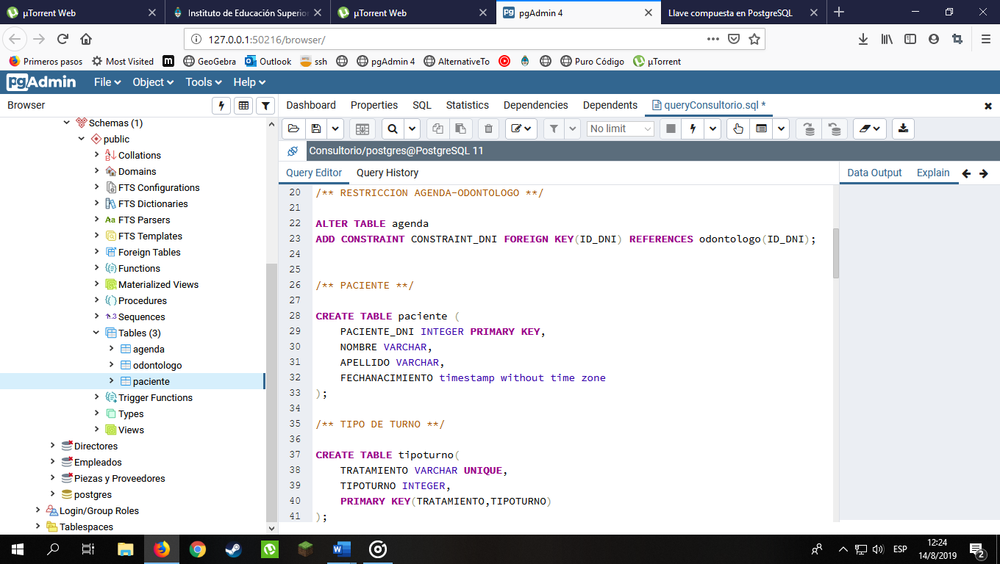 µTorrent Web
Instituto de Educación Superior
µTorrent Web
pgAdmin 4
Llave compuesta en PostgreSQL
127.0.0.1:50216/browser/
Primeros pasos
Most Visited
GeoGebra
Outlook
ssh
pgAdmin 4
AlternativeTo
Puro Código
µTorrent
pgAdmin
File
Object
Tools
Help
Browser
Dashboard
Properties
SQL
Statistics
Dependencies
Dependents
queryConsultorio.sql *
No limit
Consultorio/postgres@PostgreSQL 11
Query Editor
Query History
Data Output
Explain
Schemas (1)
public
Collations
Domains
FTS Configurations
FTS Dictionaries
FTS Parsers
FTS Templates
Foreign Tables
Functions
Materialized Views
Procedures
Sequences
Tables (3)
agenda
odontologo
paciente
Trigger Functions
Types
Views
Directores
Empleados
Piezas y Proveedores
postgres
Login/Group Roles
Tablespaces
20 /** RESTRICCION AGENDA-ODONTOLOGO **/
21
22 ALTER TABLE agenda
23 ADD CONSTRAINT CONSTRAINT_DNI FOREIGN KEY(ID_DNI) REFERENCES odontologo(ID_DNI);
24
25
26 /** PACIENTE **/
27
28 CREATE TABLE paciente (
29 PACIENTE_DNI INTEGER PRIMARY KEY,
30 NOMBRE VARCHAR,
31 APELLIDO VARCHAR,
32 FECHANACIMIENTO timestamp without time zone
33 );
34
35 /** TIPO DE TURNO **/
36
37 CREATE TABLE tipoturno(
38 TRATAMIENTO VARCHAR UNIQUE,
39 TIPOTURNO INTEGER,
40 PRIMARY KEY(TRATAMIENTO,TIPOTURNO)
41 );
ESP
12:24
14/8/2019
2